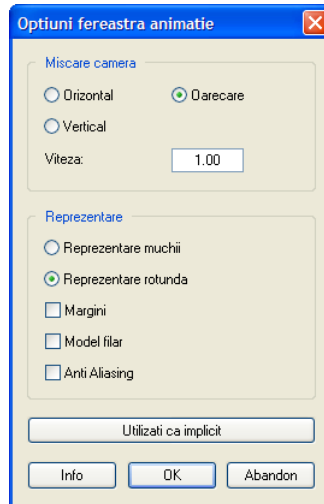 Optiuni fereastra animatie
Miscare camera
Orizontal Oarecare
Vertical
Viteza: 1.00
Reprezentare
Reprezentare muchii
Reprezentare rotunda
Margini
Model filar
Anti Aliasing
Utilizati ca implicit
Info OK Abandon